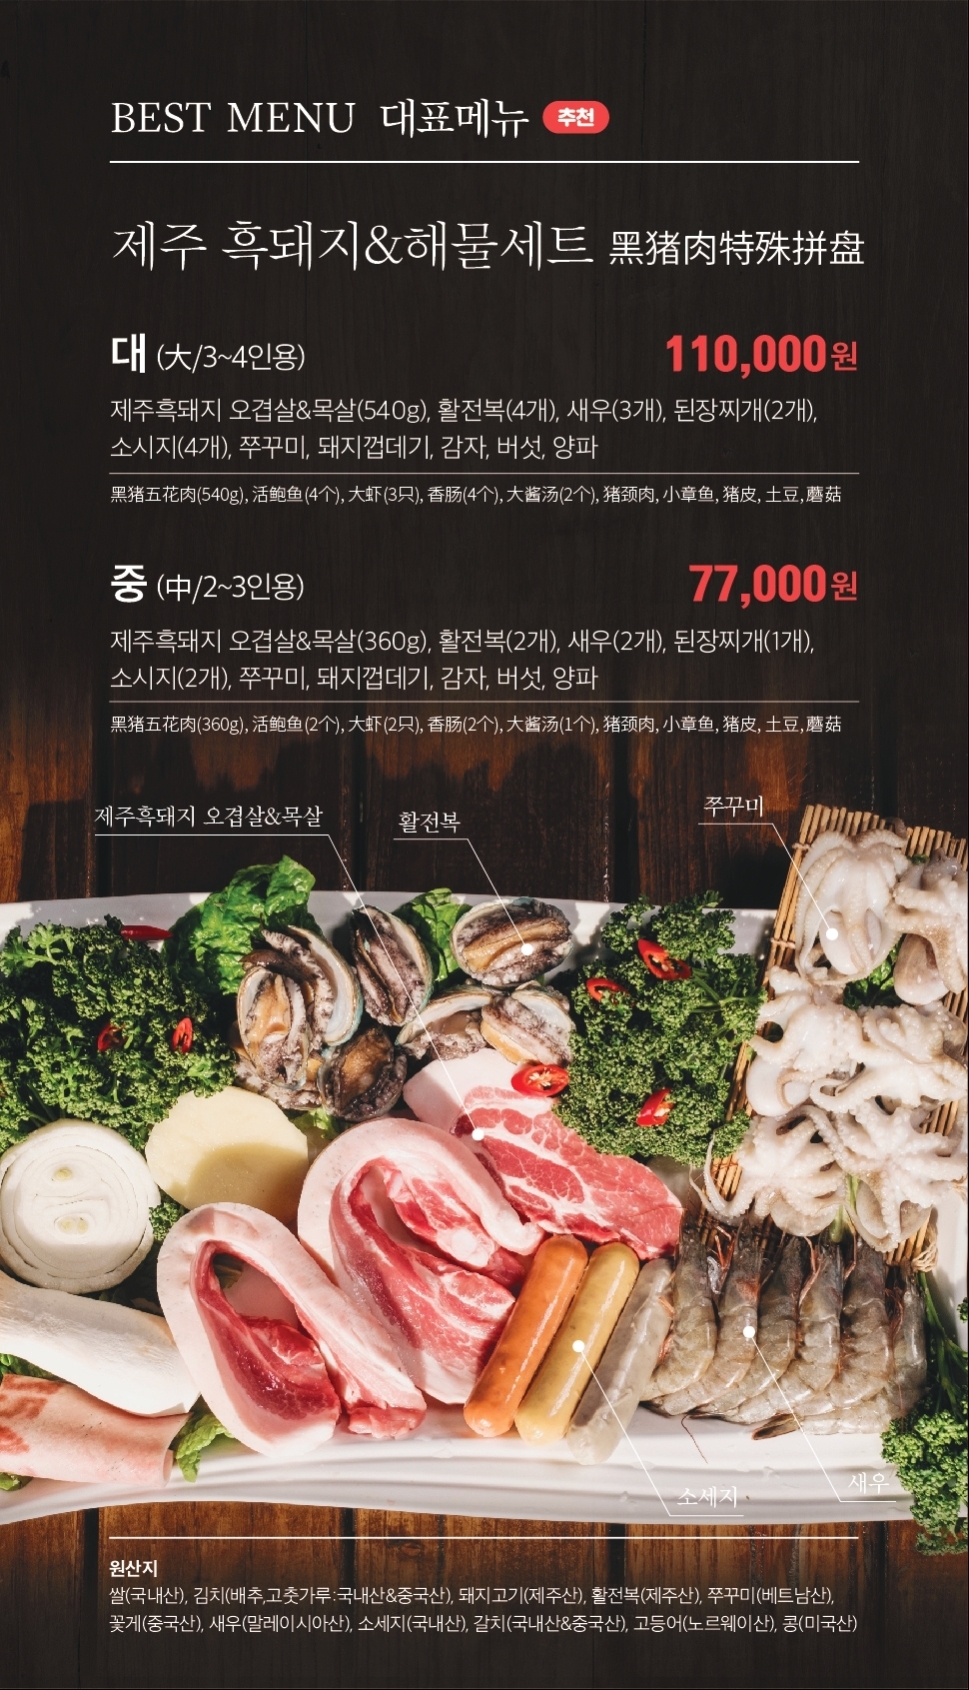 BEST MENU 대표메뉴 추천
제주 흑돼지&해물세트 黑猪肉特殊拼盘
대 (大/3~4인용) 110,000원
제주흑돼지 오겹살&목살(540g), 활전복(4개), 새우(3개), 된장찌개(2개),
소시지(4개), 쭈꾸미, 돼지껍데기, 감자, 버섯, 양파
黑猪五花肉(540g), 活鲍鱼(4个), 大虾(3只), 香肠(4个), 大酱汤(2个), 猪颈肉, 小章鱼, 猪皮, 土豆, 蘑菇
중 (中/2~3인용) 77,000원
제주흑돼지 오겹살&목살(360g), 활전복(2개), 새우(2개), 된장찌개(1개),
소시지(2개), 쭈꾸미, 돼지껍데기, 감자, 버섯, 양파
黑猪五花肉(360g), 活鲍鱼(2个), 大虾(2只), 香肠(2个), 大酱汤(1个), 猪颈肉, 小章鱼, 猪皮, 土豆, 蘑菇
제주흑돼지 오겹살&목살
활전복
쭈꾸미
소세지
새우
원산지
쌀(국내산), 김치(배추,고춧가루:국내산&중국산), 돼지고기(제주산), 활전복(제주산), 쭈꾸미(베트남산),
꽃게(중국산), 새우(말레이시아산), 소세지(국내산), 갈치(국내산&중국산), 고등어(노르웨이산), 콩(미국산)